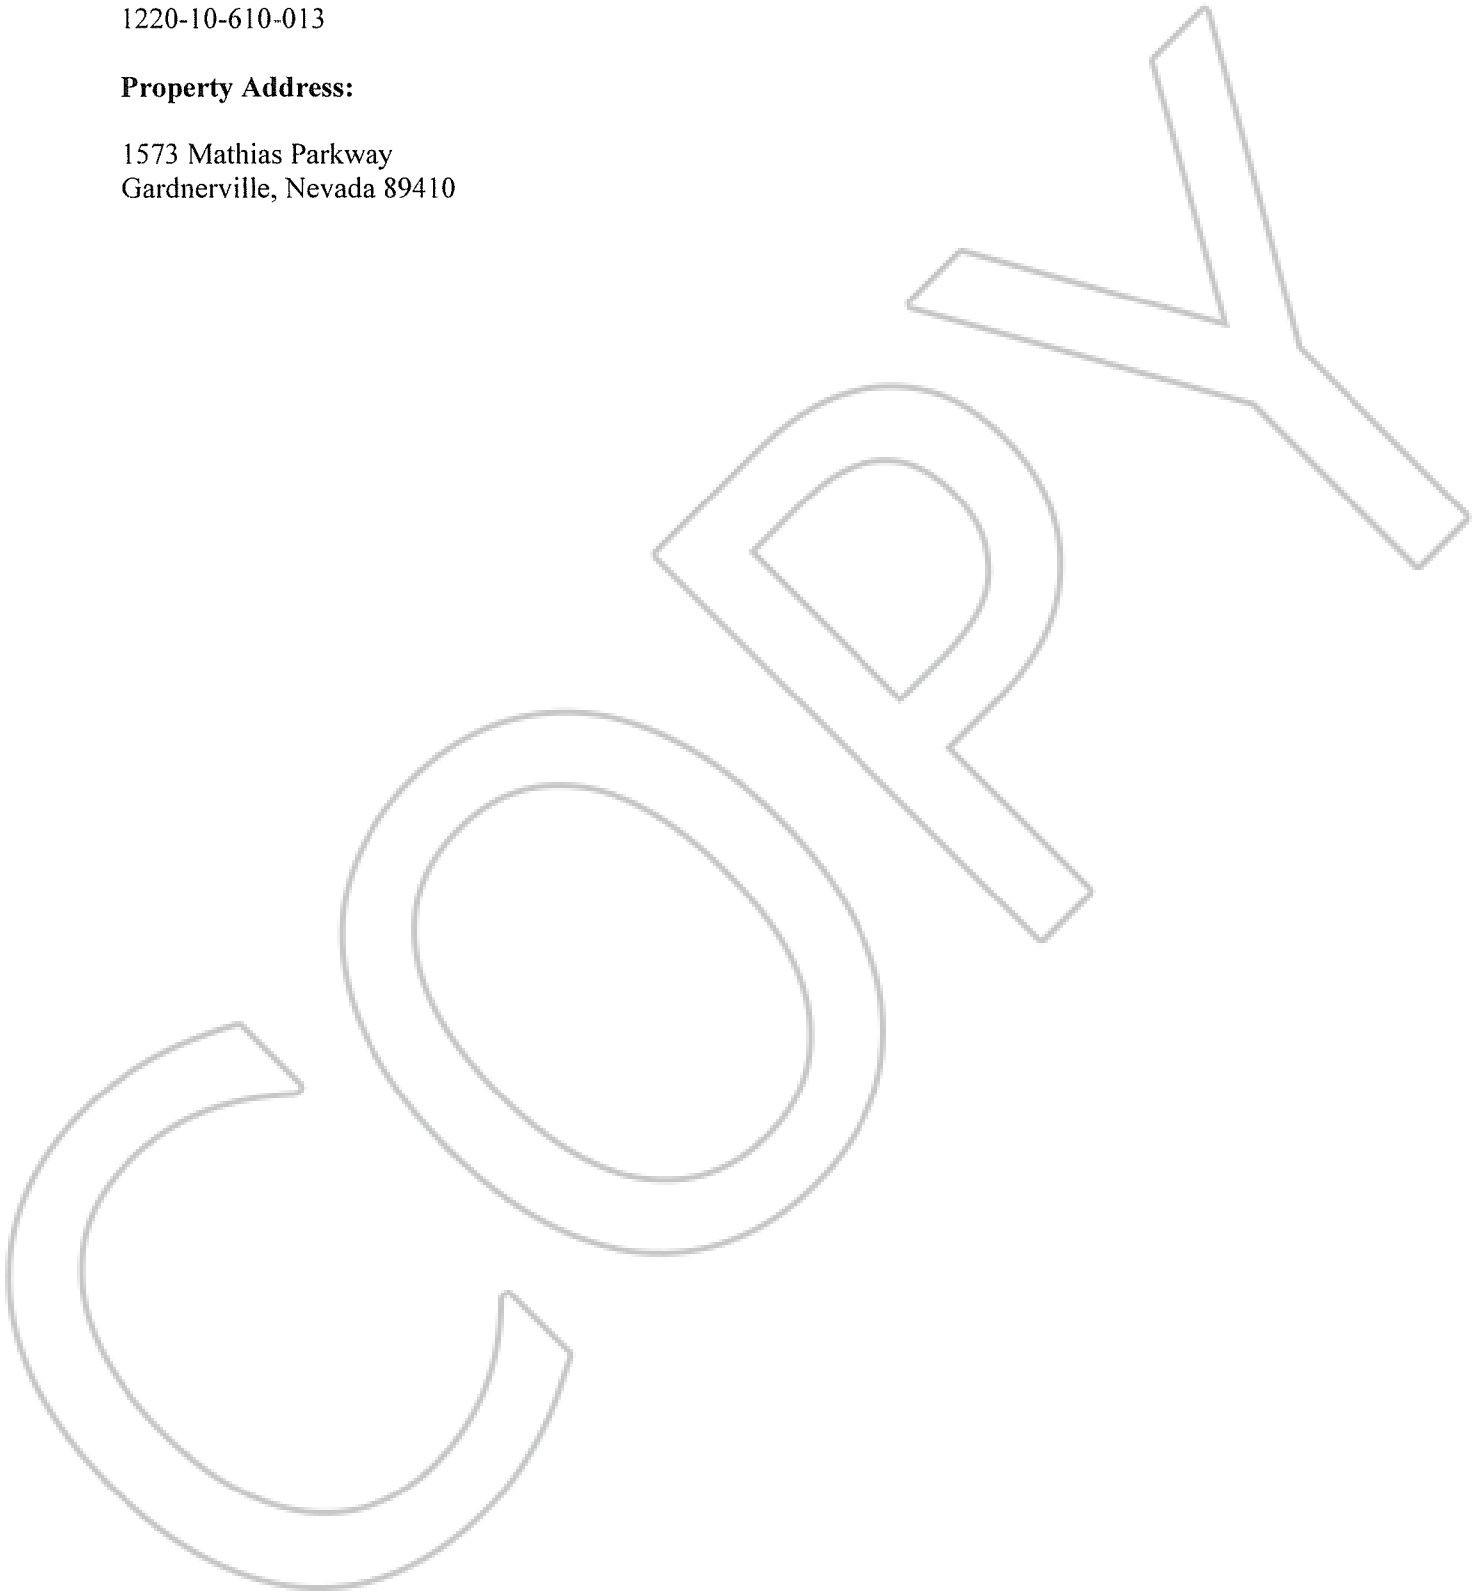 1220-10-610-013
Property Address:
1573 Mathias Parkway
Gardnerville, Nevada 89410
COPY